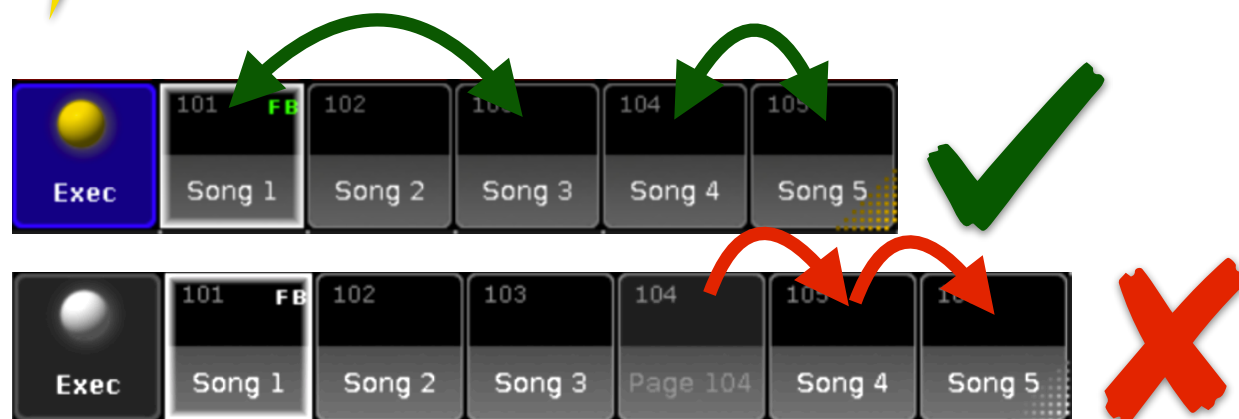 101 FB 102 104
Exec Song 1 Song 2 Song 3 Song 4 Song 5
101 FB 102 103 104
Exec Song 1 Song 2 Song 3 Page 104 Song 4 Song 5